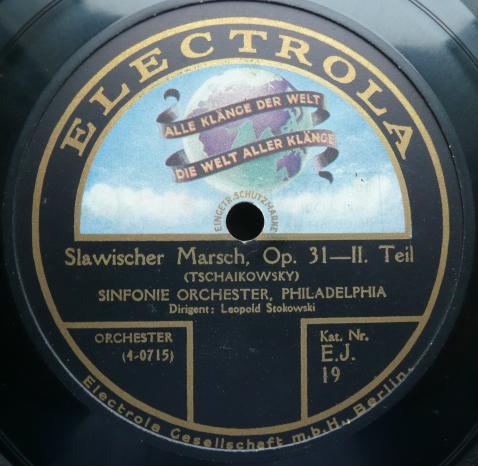 ELECTROLA
ALLE KLÄNGE DER WELT
DIE WELT ALLER KLÄNGE
EINGETR. SCHUTZMARKE
Slawischer Marsch, Op. 31—II. Teil
(TSCHAIKOWSKY)
SINFONIE ORCHESTER, PHILADELPHIA
Dirigent: Leopold Stokowski
ORCHESTER
(4-0715)
Kat. Nr.
E.J.
19
Electrola Gesellschaft m.b.H., Berlin.